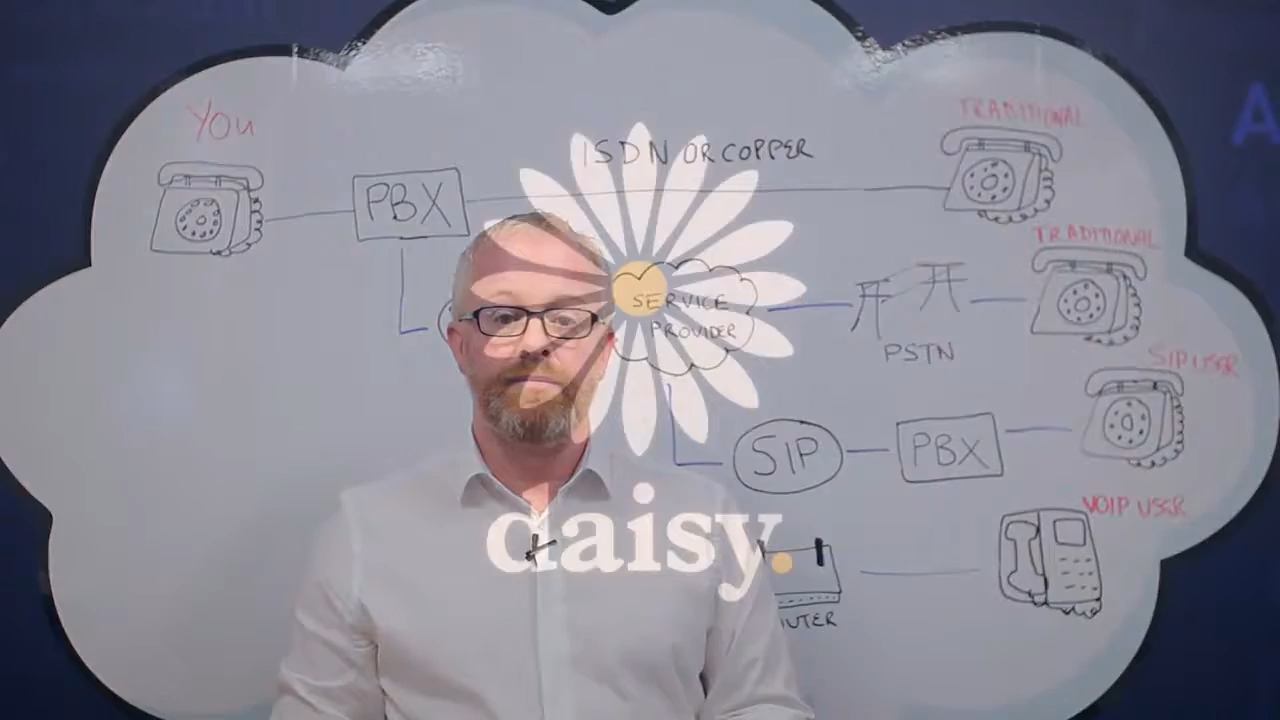 YOU
TRADITIONAL
ISDN OR COPPER
PBX
TRADITIONAL
SERVICE
PROVIDER
PSTN
SIP USER
SIP
PBX
VOIP USER
daisy.